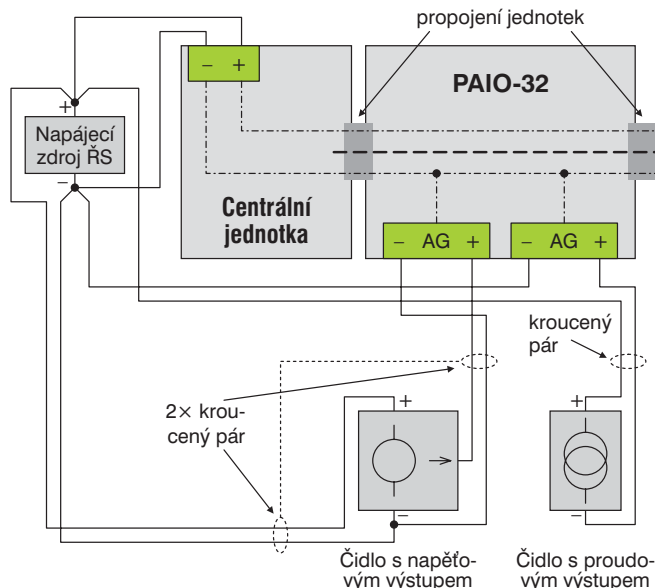 propojení jednotek
− +
PAIO-32
+
Napájecí
zdroj ŘS
−
Centrální
jednotka
− AG +
− AG +
kroucený
pár
2× krou-
cený pár
+
+
−
−
Čidlo s napěťo-
vým výstupem
Čidlo s proudo-
vým výstupem